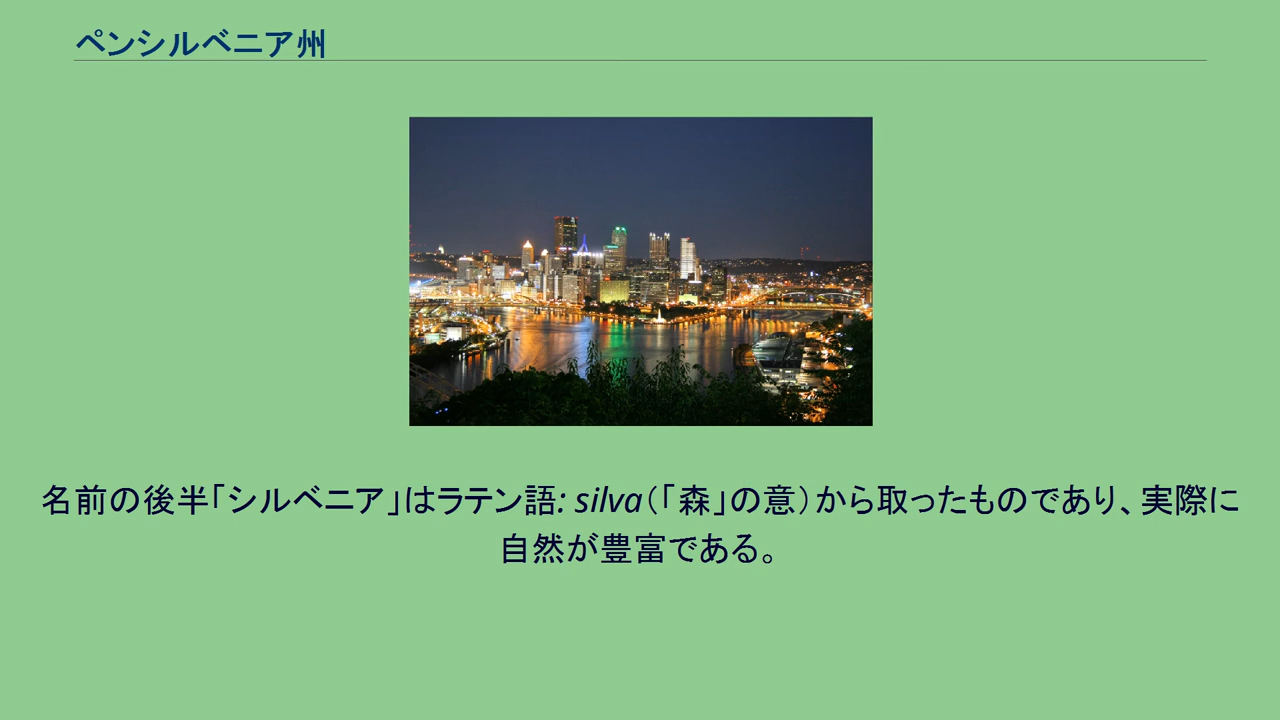 ペンシルベニア州
名前の後半「シルベニア」はラテン語: silva（「森」の意）から取ったものであり、実際に
自然が豊富である。